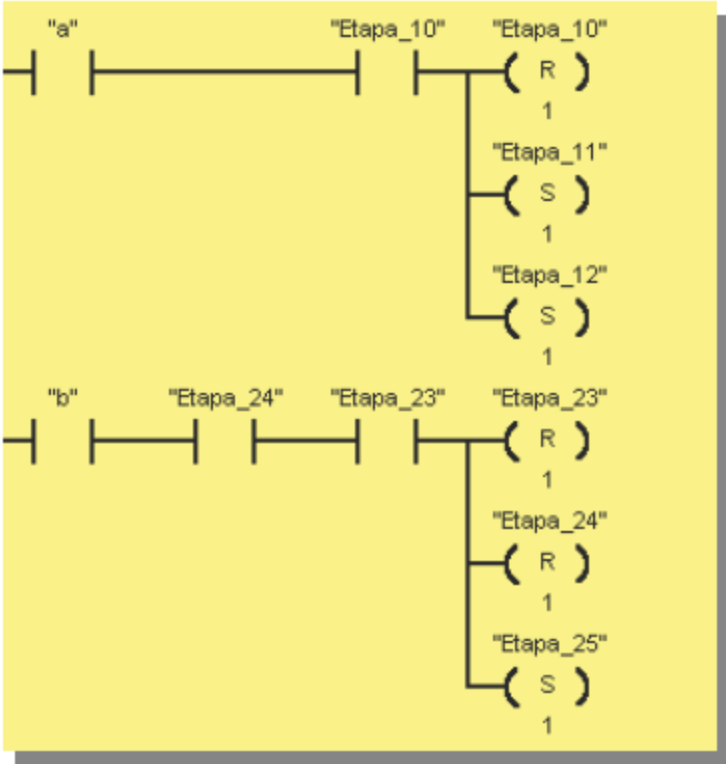 "a" "Etapa_10" "Etapa_10"
R
1
"Etapa_11"
S
1
"Etapa_12"
S
1
"b" "Etapa_24" "Etapa_23" "Etapa_23"
R
1
"Etapa_24"
R
1
"Etapa_25"
S
1